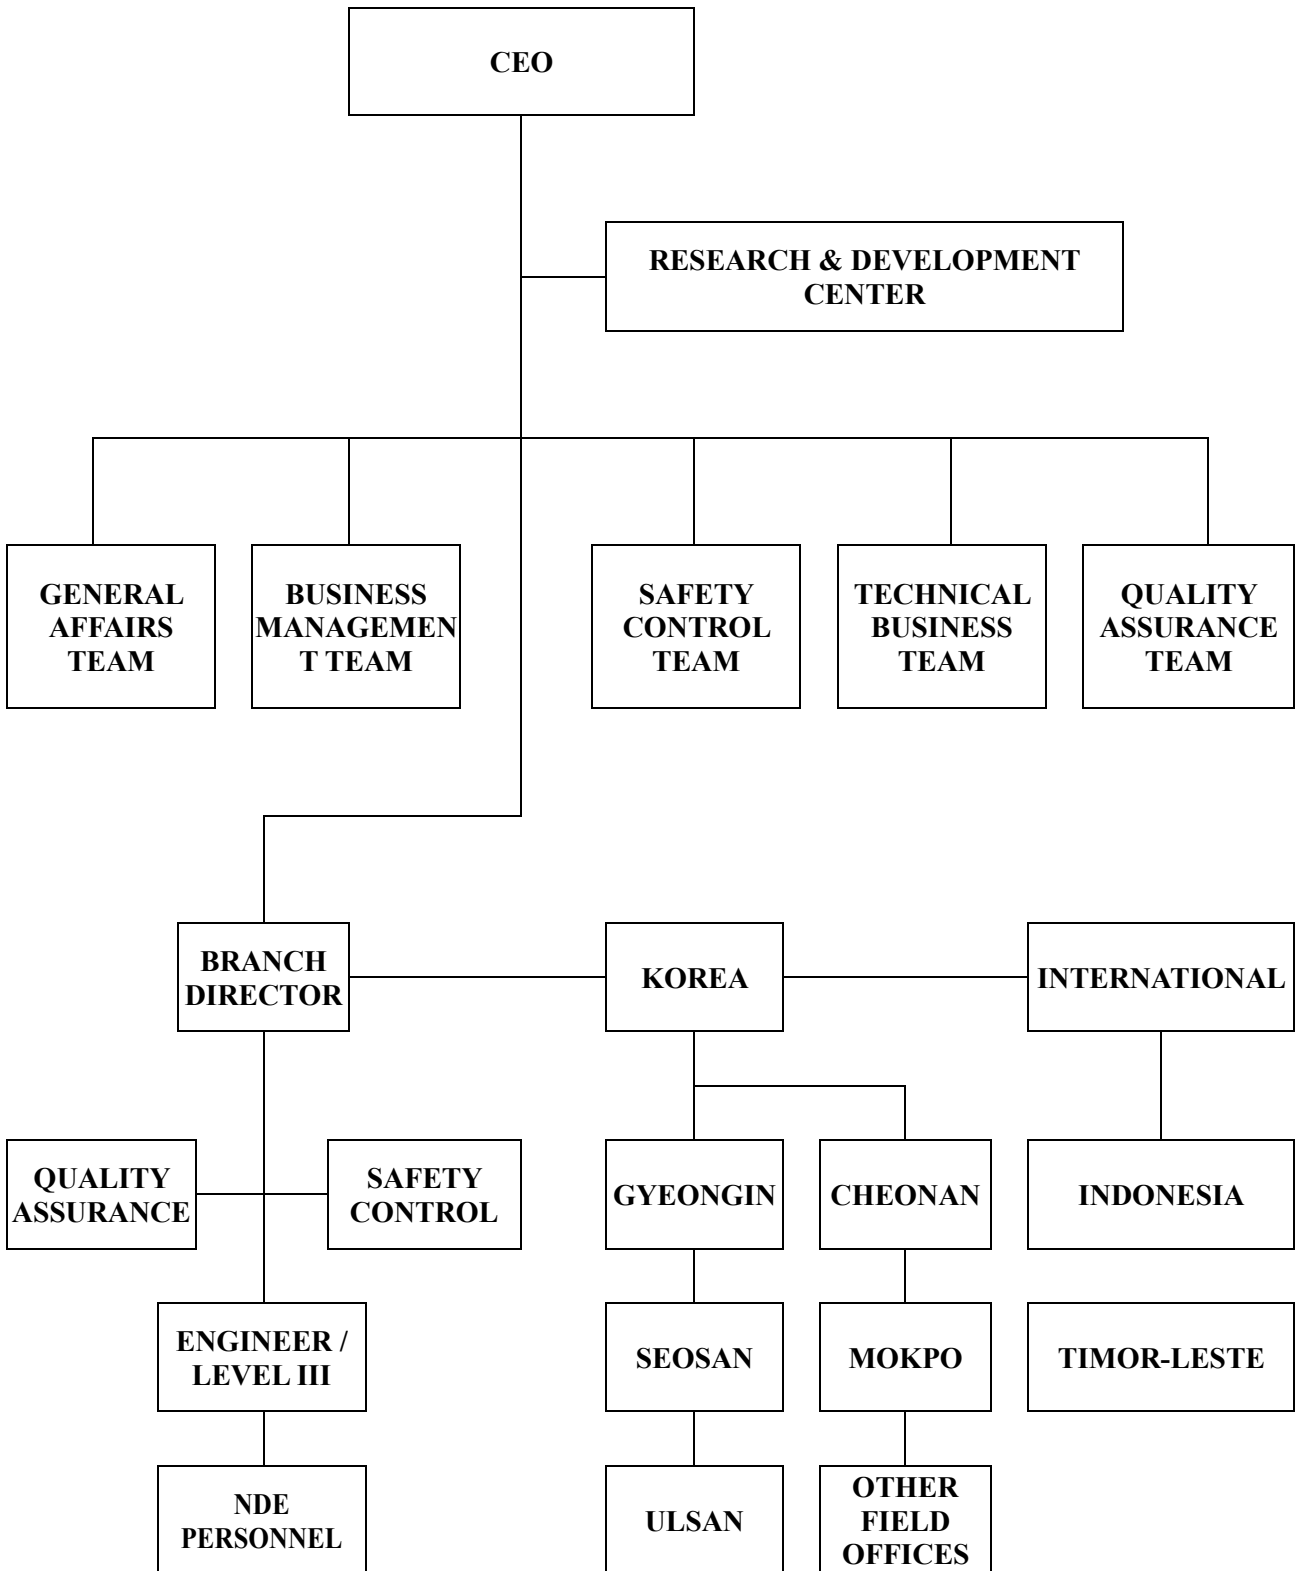 CEO
RESEARCH & DEVELOPMENT
CENTER
GENERAL
AFFAIRS
TEAM
BUSINESS
MANAGEMEN
T TEAM
SAFETY
CONTROL
TEAM
TECHNICAL
BUSINESS
TEAM
QUALITY
ASSURANCE
TEAM
BRANCH
DIRECTOR
KOREA
INTERNATIONAL
QUALITY
ASSURANCE
SAFETY
CONTROL
GYEONGIN
CHEONAN
INDONESIA
ENGINEER /
LEVEL III
SEOSAN
MOKPO
TIMOR-LESTE
NDE
PERSONNEL
ULSAN
OTHER
FIELD
OFFICES